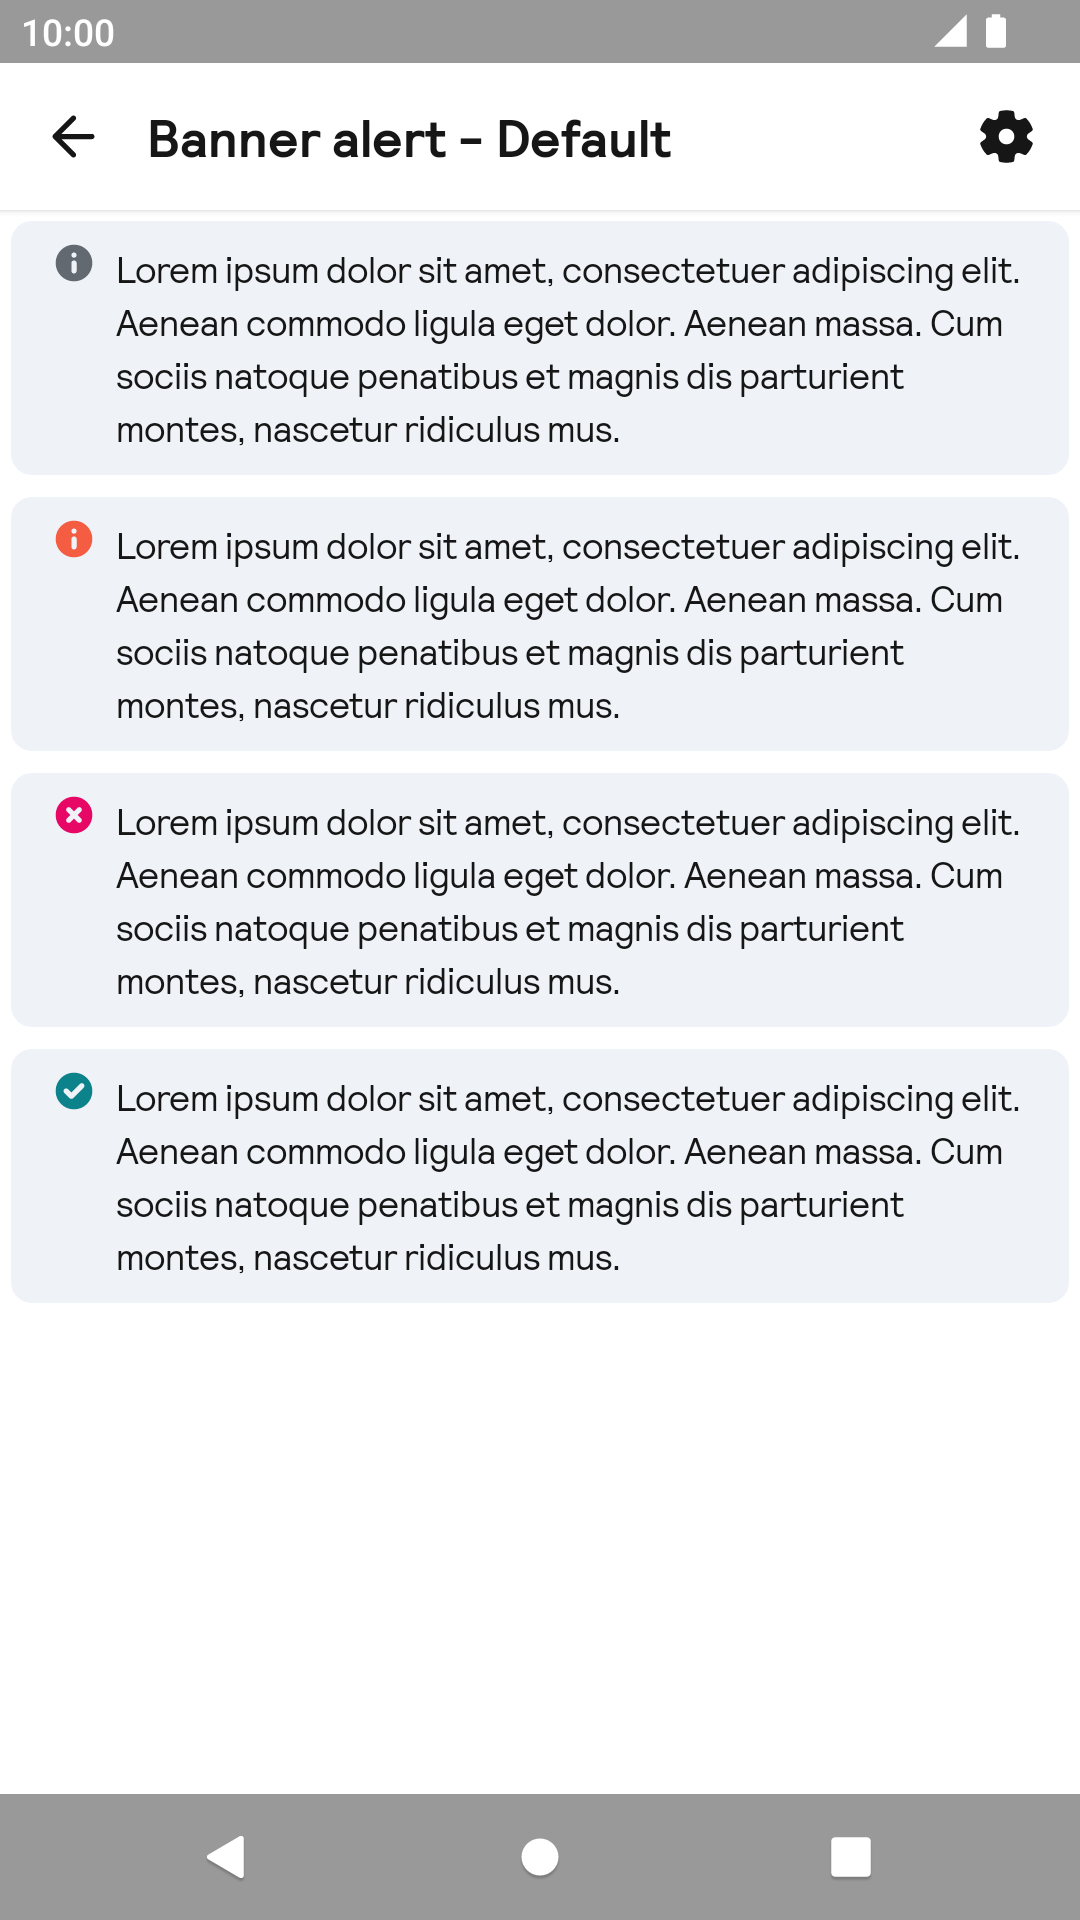 10:00
Banner alert - Default
Lorem ipsum dolor sit amet, consectetuer adipiscing elit.
Aenean commodo ligula eget dolor. Aenean massa. Cum
sociis natoque penatibus et magnis dis parturient
montes, nascetur ridiculus mus.
Lorem ipsum dolor sit amet, consectetuer adipiscing elit.
Aenean commodo ligula eget dolor. Aenean massa. Cum
sociis natoque penatibus et magnis dis parturient
montes, nascetur ridiculus mus.
Lorem ipsum dolor sit amet, consectetuer adipiscing elit.
Aenean commodo ligula eget dolor. Aenean massa. Cum
sociis natoque penatibus et magnis dis parturient
montes, nascetur ridiculus mus.
Lorem ipsum dolor sit amet, consectetuer adipiscing elit.
Aenean commodo ligula eget dolor. Aenean massa. Cum
sociis natoque penatibus et magnis dis parturient
montes, nascetur ridiculus mus.